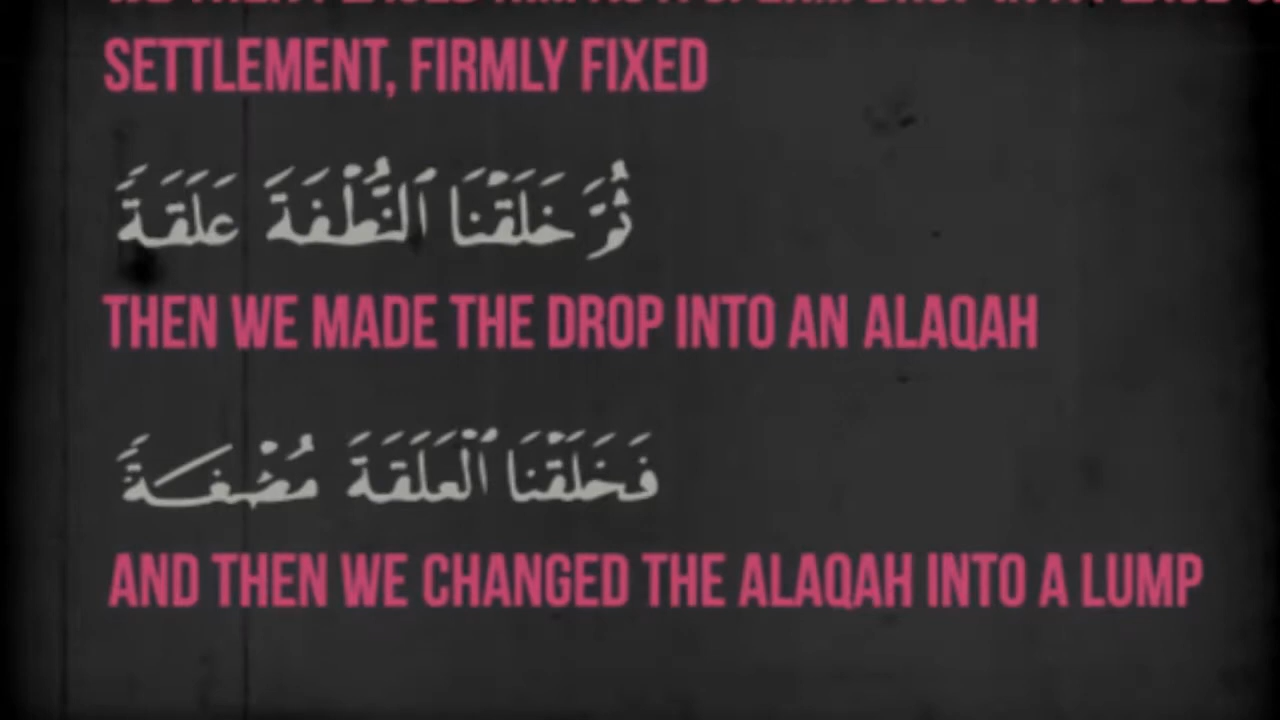 SETTLEMENT, FIRMLY FIXED
ثُمَّ خَلَقْنَا ٱلنُّطْفَةَ عَلَقَةً
THEN WE MADE THE DROP INTO AN ALAQAH
فَخَلَقْنَا ٱلْعَلَقَةَ مُضْغَةً
AND THEN WE CHANGED THE ALAQAH INTO A LUMP